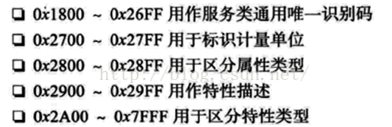 ❑ 0x1800 ~ 0x26FF 用作服务类通用唯一识别码
❑ 0x2700 ~ 0x27FF 用于标识计量单位
❑ 0x2800 ~ 0x28FF 用于区分属性类型
❑ 0x2900 ~ 0x29FF 用作特性描述
❑ 0x2A00 ~ 0x7FFF 用于区分特性类型